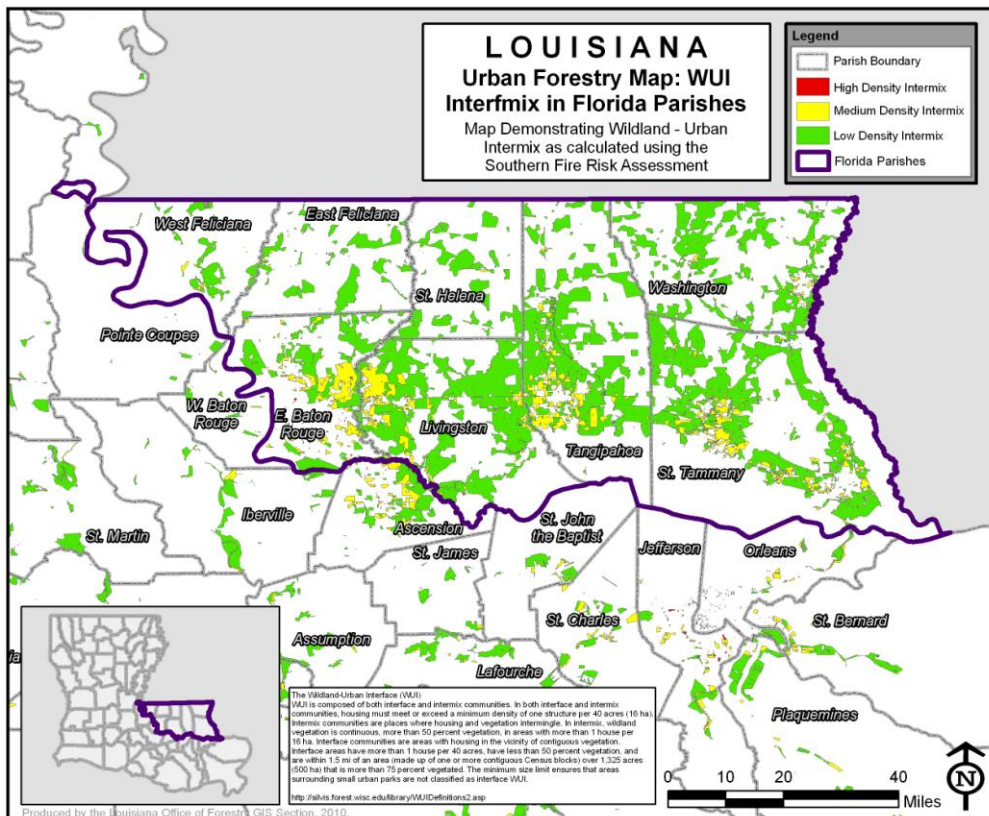 LOUISIANA
Urban Forestry Map: WUI
Interfmix in Florida Parishes
Map Demonstrating Wildland - Urban
Intermix as calculated using the
Southern Fire Risk Assessment
Legend
Parish Boundary
High Density Intermix
Medium Density Intermix
Low Density Intermix
Florida Parishes
West Feliciana
East Feliciana
St. Helena
Washington
Pointe Coupee
W. Baton
Rouge
E. Baton
Rouge
Livingston
Tangipahoa
St. Tammany
Iberville
Ascension
St. Martin
St. James
St. John
the Baptist
Jefferson
Orleans
St. Bernard
St. Charles
Assumption
Lafourche
Plaquemines
ia
The Wildland-Urban Interface (WUI)
WUI is composed of both interface and intermix communities. In both interface and intermix
communities, housing must meet or exceed a minimum density of one structure per 40 acres (16 ha).
Intermix communities are places where housing and vegetation intermingle. In intermix, wildland
vegetation is continuous, more than 50 percent vegetation, in areas with more than 1 house per
16 ha. Interface communities are areas with housing in the vicinity of contiguous vegetation.
Interface areas have more than 1 house per 40 acres, have less than 50 percent vegetation, and
are within 1.5 mi of an area (made up of one or more contiguous Census blocks) over 1,325 acres
(500 ha) that is more than 75 percent vegetated. The minimum size limit ensures that areas
surrounding small urban parks are not classified as interface WUI.
http://silvis.forest.wisc.edu/library/WUIDefinitions2.asp
0 10 20 40
Miles
N
Produced by the Louisiana Office of Forestry GIS Section, 2010.